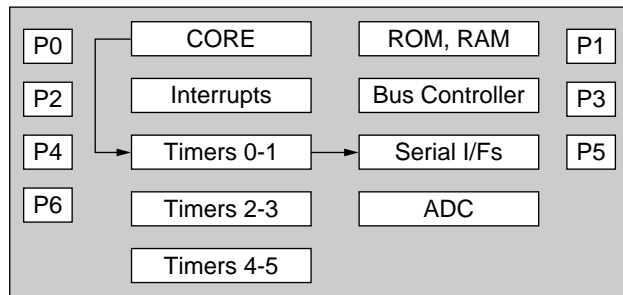 P0 CORE ROM, RAM P1
P2 Interrupts Bus Controller P3
P4 Timers 0-1 Serial I/Fs P5
P6 Timers 2-3 ADC
Timers 4-5